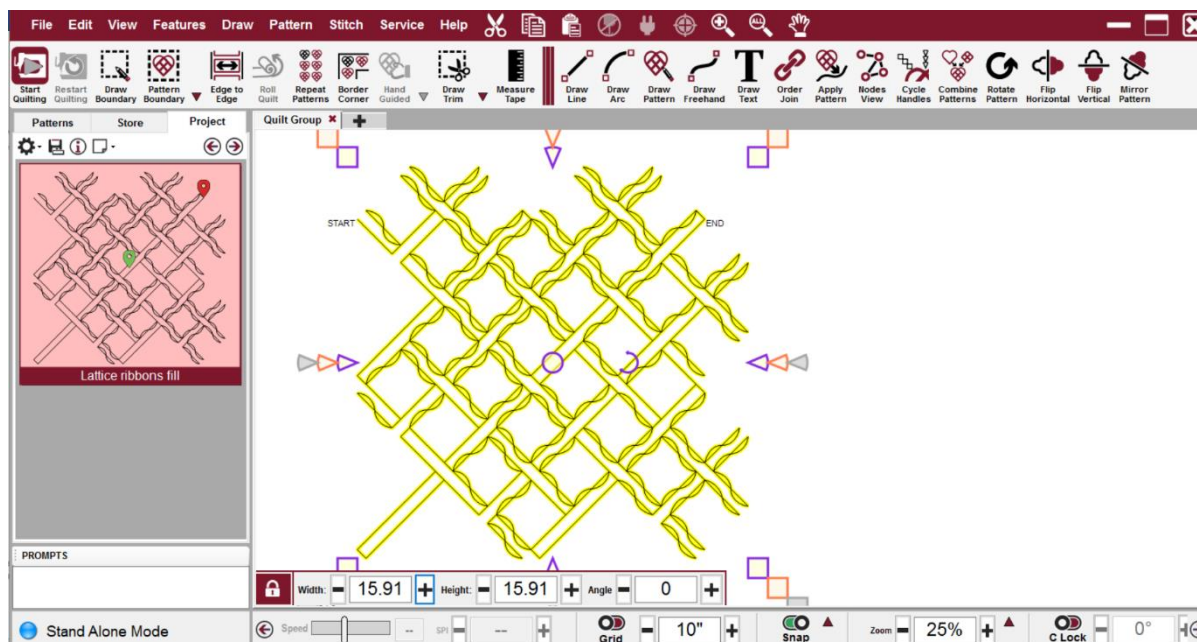 File Edit View Features Draw Pattern Stitch Service Help ALL
Start Quilting Restart Quilting Draw Boundary Pattern Boundary Edge to Edge Roll Quilt Repeat Patterns Border Corner Hand Guided Draw Trim Measure Tape Draw Line Draw Arc Draw Pattern Draw Freehand Draw Text Order Join Apply Pattern Nodes View Cycle Handles Combine Patterns Rotate Pattern Flip Horizontal Flip Vertical Mirror Pattern
Patterns Store Project Quilt Group
START END
Lattice ribbons fill
PROMPTS
Width: 15.91 Height: 15.91 Angle 0
Stand Alone Mode Speed -- SPI -- Grid 10" Snap Zoom 25% C Lock 0°